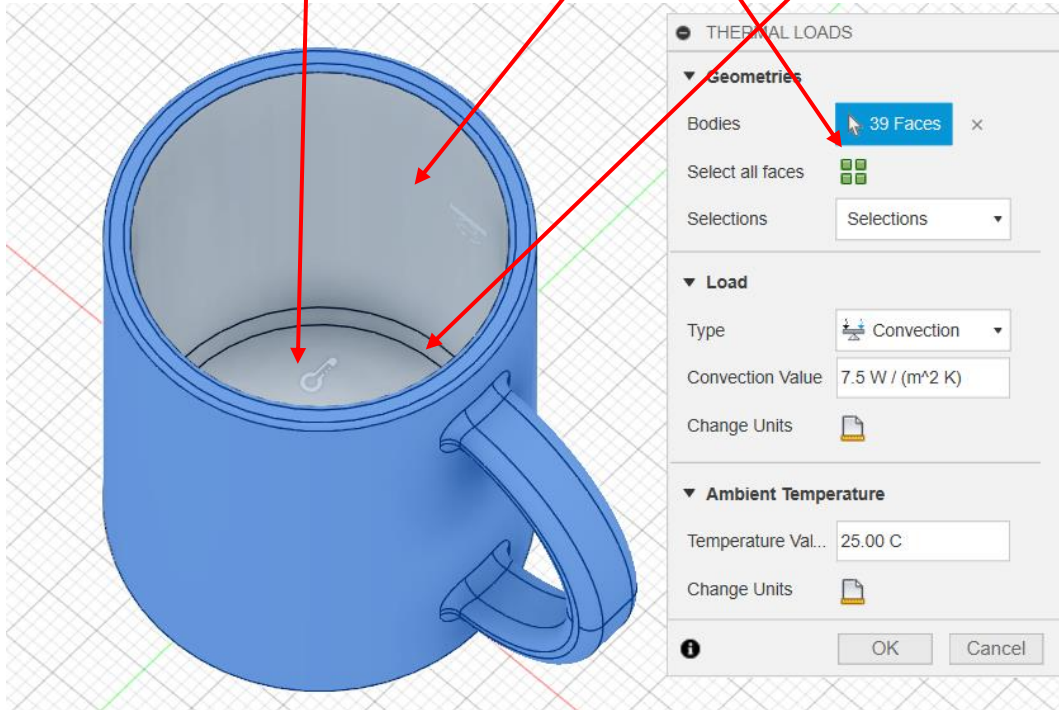 THERMAL LOADS
Geometries
Bodies 39 Faces ×
Select all faces
Selections Selections
Load
Type Convection
Convection Value 7.5 W / (m^2 K)
Change Units
Ambient Temperature
Temperature Val... 25.00 C
Change Units
OK Cancel